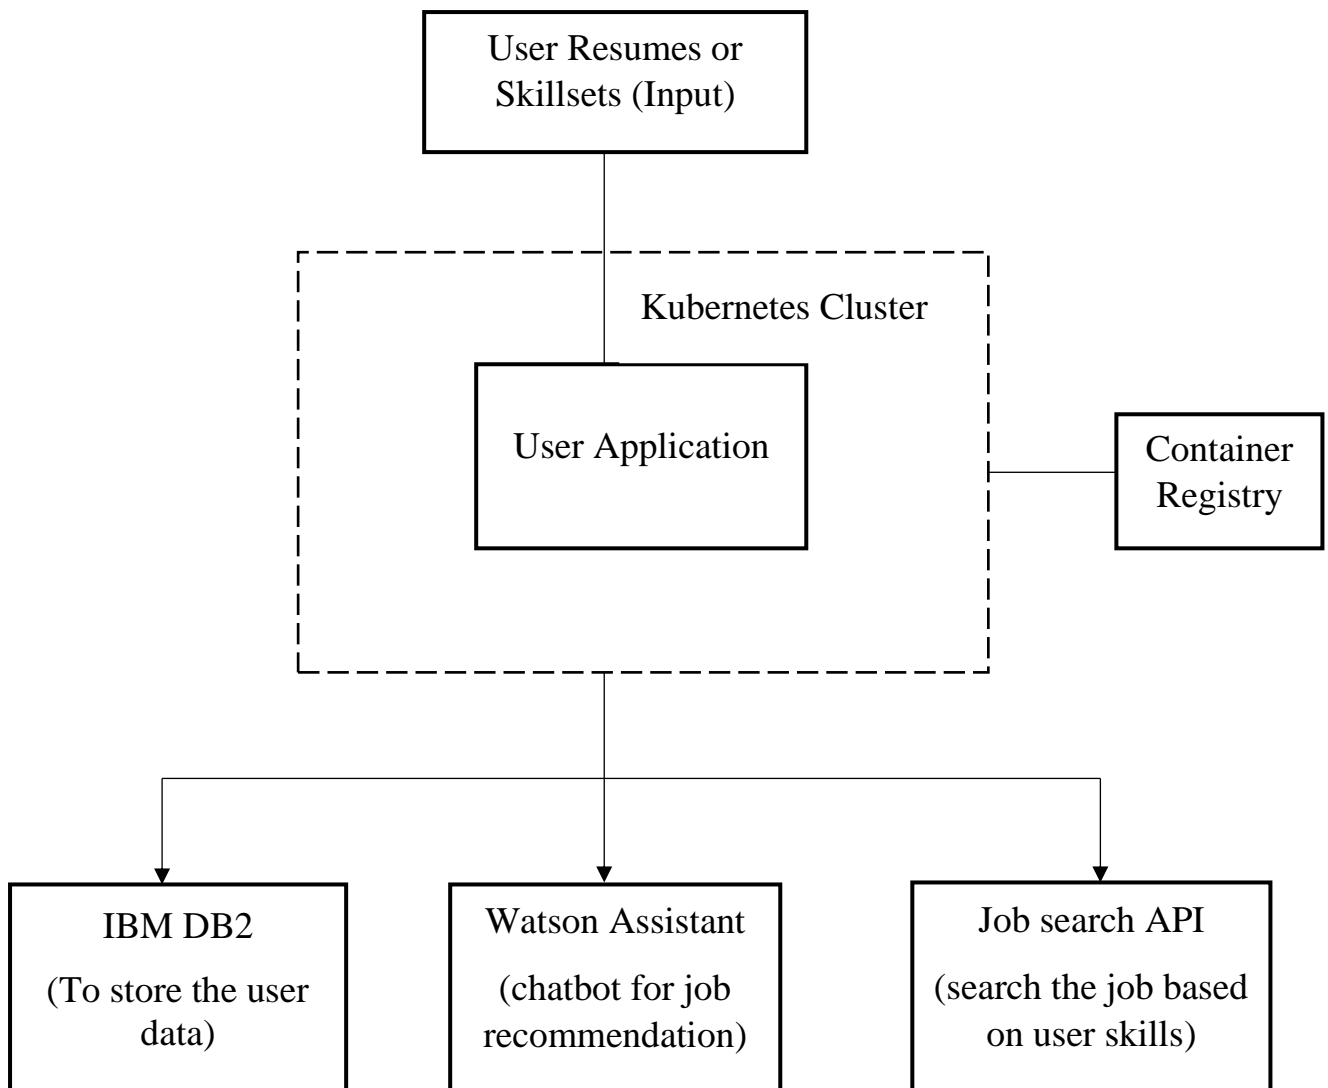 User Resumes or
Skillsets (Input)
Kubernetes Cluster
User Application
Container
Registry
IBM DB2
(To store the user
data)
Watson Assistant
(chatbot for job
recommendation)
Job search API
(search the job based
on user skills)